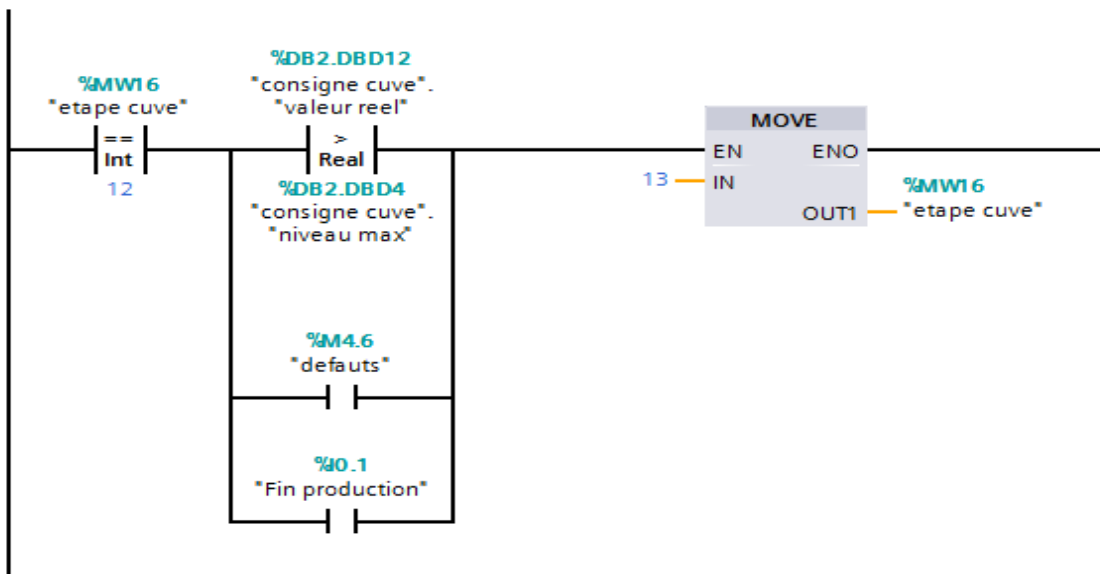 %MW16
"etape cuve"
==
Int
12
%DB2.DBD12
"consigne cuve".
"valeur reel"
>
Real
%DB2.DBD4
"consigne cuve".
"niveau max"
%M4.6
"defauts"
%I0.1
"Fin production"
MOVE
EN ENO
13 IN
OUT1
%MW16
"etape cuve"